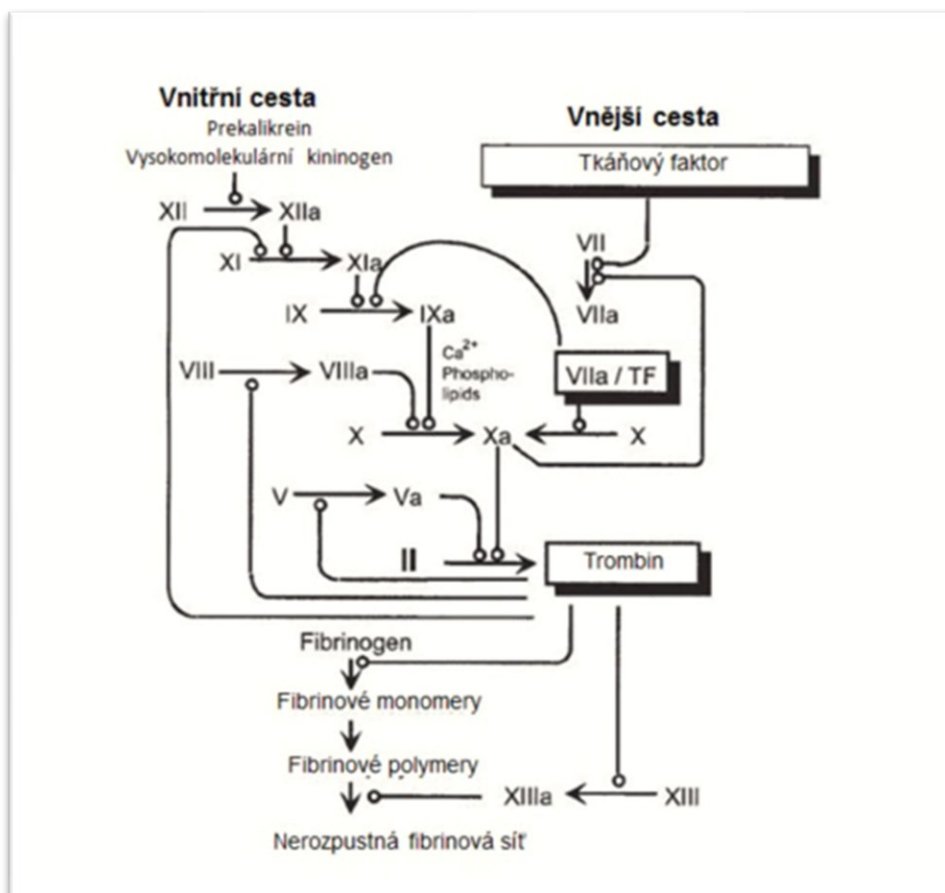 Vnitřní cesta
Prekalikrein
Vysokomolekulární kininogen
Vnější cesta
Tkáňový faktor
XII
XIIa
VII
XI
XIa
IX
IXa
VIIa
Ca2+
Phospho-
lipids
VIII
VIIIa
VIIa / TF
X
Xa
X
V
Va
II
Trombin
Fibrinogen
Fibrinové monomery
Fibrinové polymery
XIIIa
XIII
Nerozpustná fibrinová síť